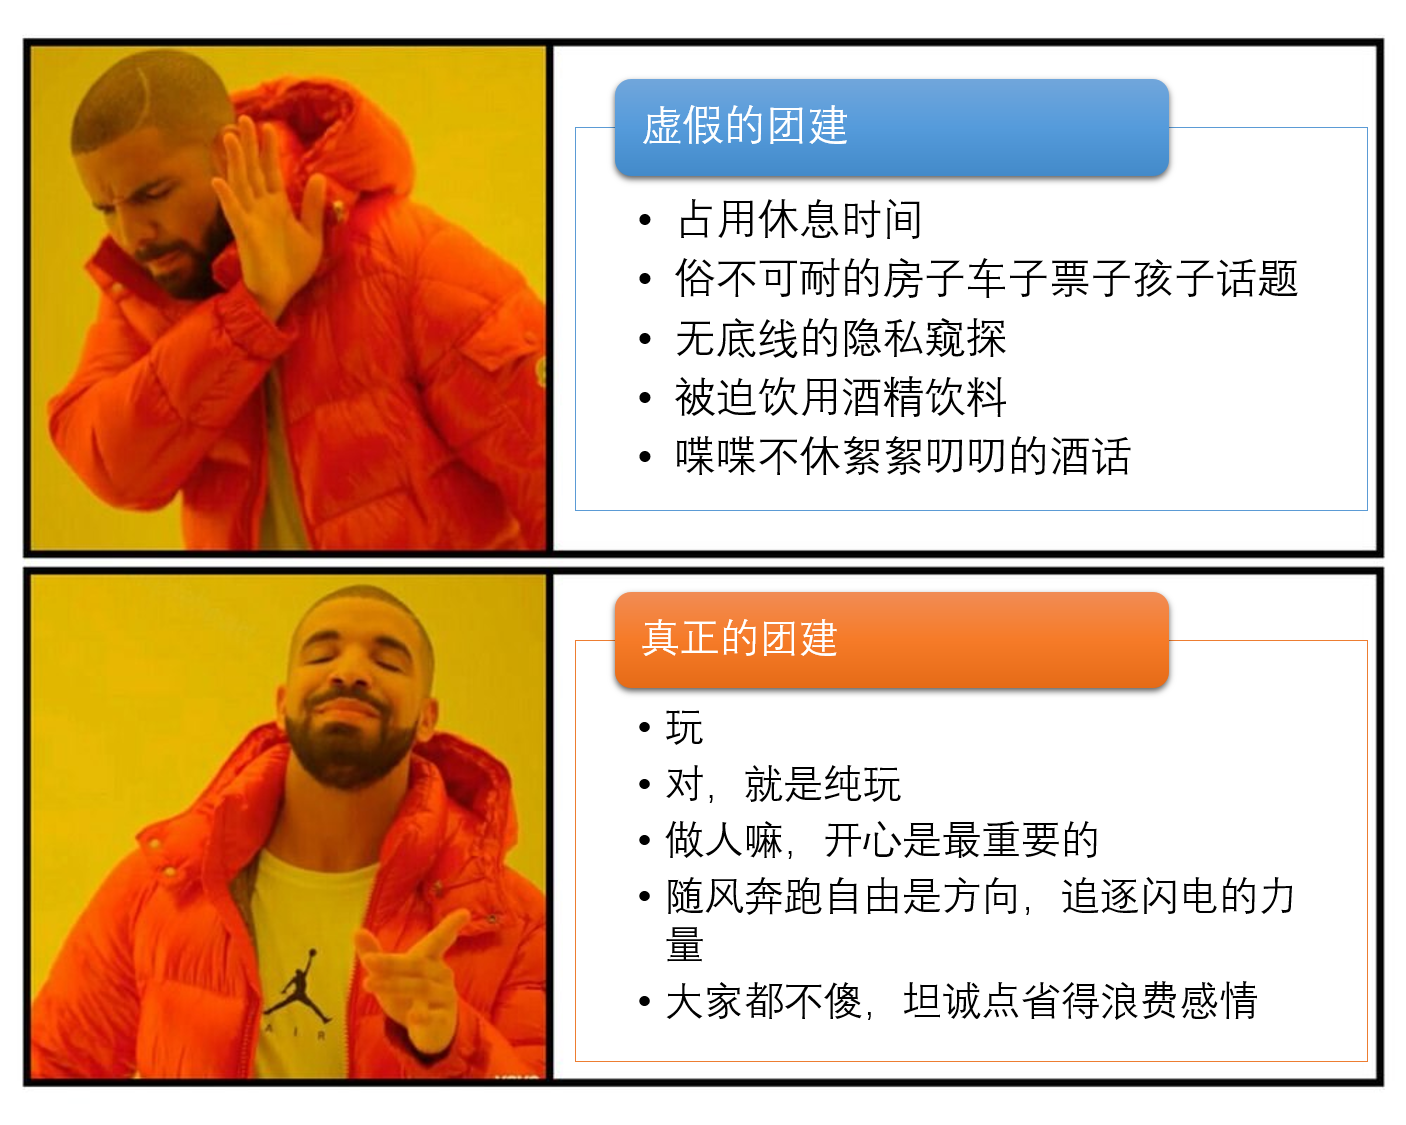 虚假的团建
• 占用休息时间
• 俗不可耐的房子车子票子孩子话题
• 无底线的隐私窥探
• 被迫饮用酒精饮料
• 喋喋不休絮絮叨叨的酒话
真正的团建
• 玩
• 对，就是纯玩
• 做人嘛，开心是最重要的
• 随风奔跑自由是方向，追逐闪电的力
量
• 大家都不傻，坦诚点省得浪费感情
AIR